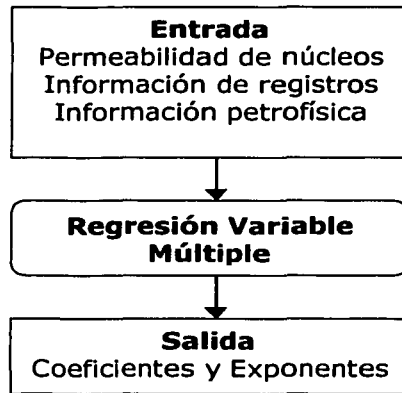 Entrada
Permeabilidad de núcleos
Información de registros
Información petrofísica
Regresión Variable
Múltiple
Salida
Coeficientes y Exponentes